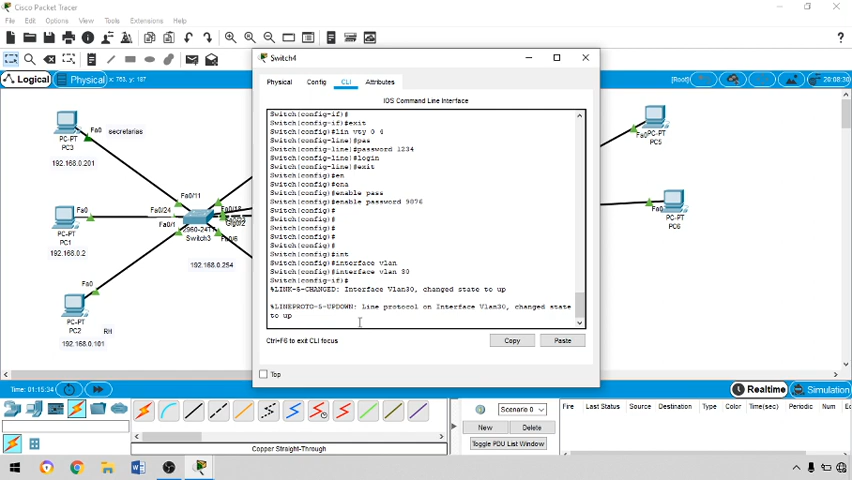 Cisco Packet Tracer
File Edit Options View Tools Extensions Help
Logical
Physical
x: 763, y: 187
[Root]
20:08:30
Switch4
Physical
Config
CLI
Attributes
IOS Command Line Interface
Switch(config-if)#
Switch(config-if)#exit
Switch(config)#lin vty 0 4
Switch(config-line)#pas
Switch(config-line)#password 1234
Switch(config-line)#login
Switch(config-line)#exit
Switch(config)#en
Switch(config)#ena
Switch(config)#enable pass
Switch(config)#enable password 9076
Switch(config)#
Switch(config)#
Switch(config)#
Switch(config)#
Switch(config)#
Switch(config)#int
Switch(config)#interface vlan
Switch(config)#interface vlan 30
Switch(config-if)#
%LINK-5-CHANGED: Interface Vlan30, changed state to up
%LINEPROTO-5-UPDOWN: Line protocol on Interface Vlan30, changed state
to up
Ctrl+F6 to exit CLI focus
Copy
Paste
Top
Fa0
secretarias
PC-PT
PC3
192.168.0.201
Fa0/11
Fa0/24
Fa0/1
Fa0/18
Fa0/6
2960-24TT
Switch3
192.168.0.254
Fa0
PC-PT
PC1
192.168.0.2
Fa0
PC-PT
PC2
RH
192.168.0.101
Fa0
PC-PT
PC5
Fa0
PC-PT
PC6
Time: 01:15:34
Realtime
Simulation
Scenario 0
New
Delete
Toggle PDU List Window
Fire
Last Status
Source
Destination
Type
Color
Time(sec)
Periodic
Num
Copper Straight-Through